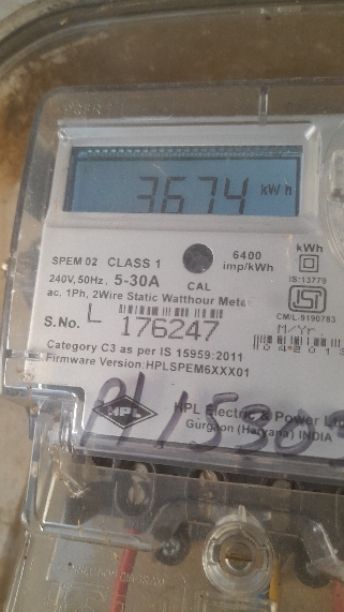 3674 kWh
SPEM 02 CLASS 1
240V,50Hz, 5-30A
CAL
6400
imp/kWh
kWh
IS:13779
ac, 1Ph, 2Wire Static Watthour Mete
ISI
CM/L-9190783
S.No. L 176247
M/Yr
Category C3 as per IS 15959:2011
Firmware Version:HPLSPEM6XXX01
HPL
HPL Electric & Power
Gurgaon (Haryana) INDIA